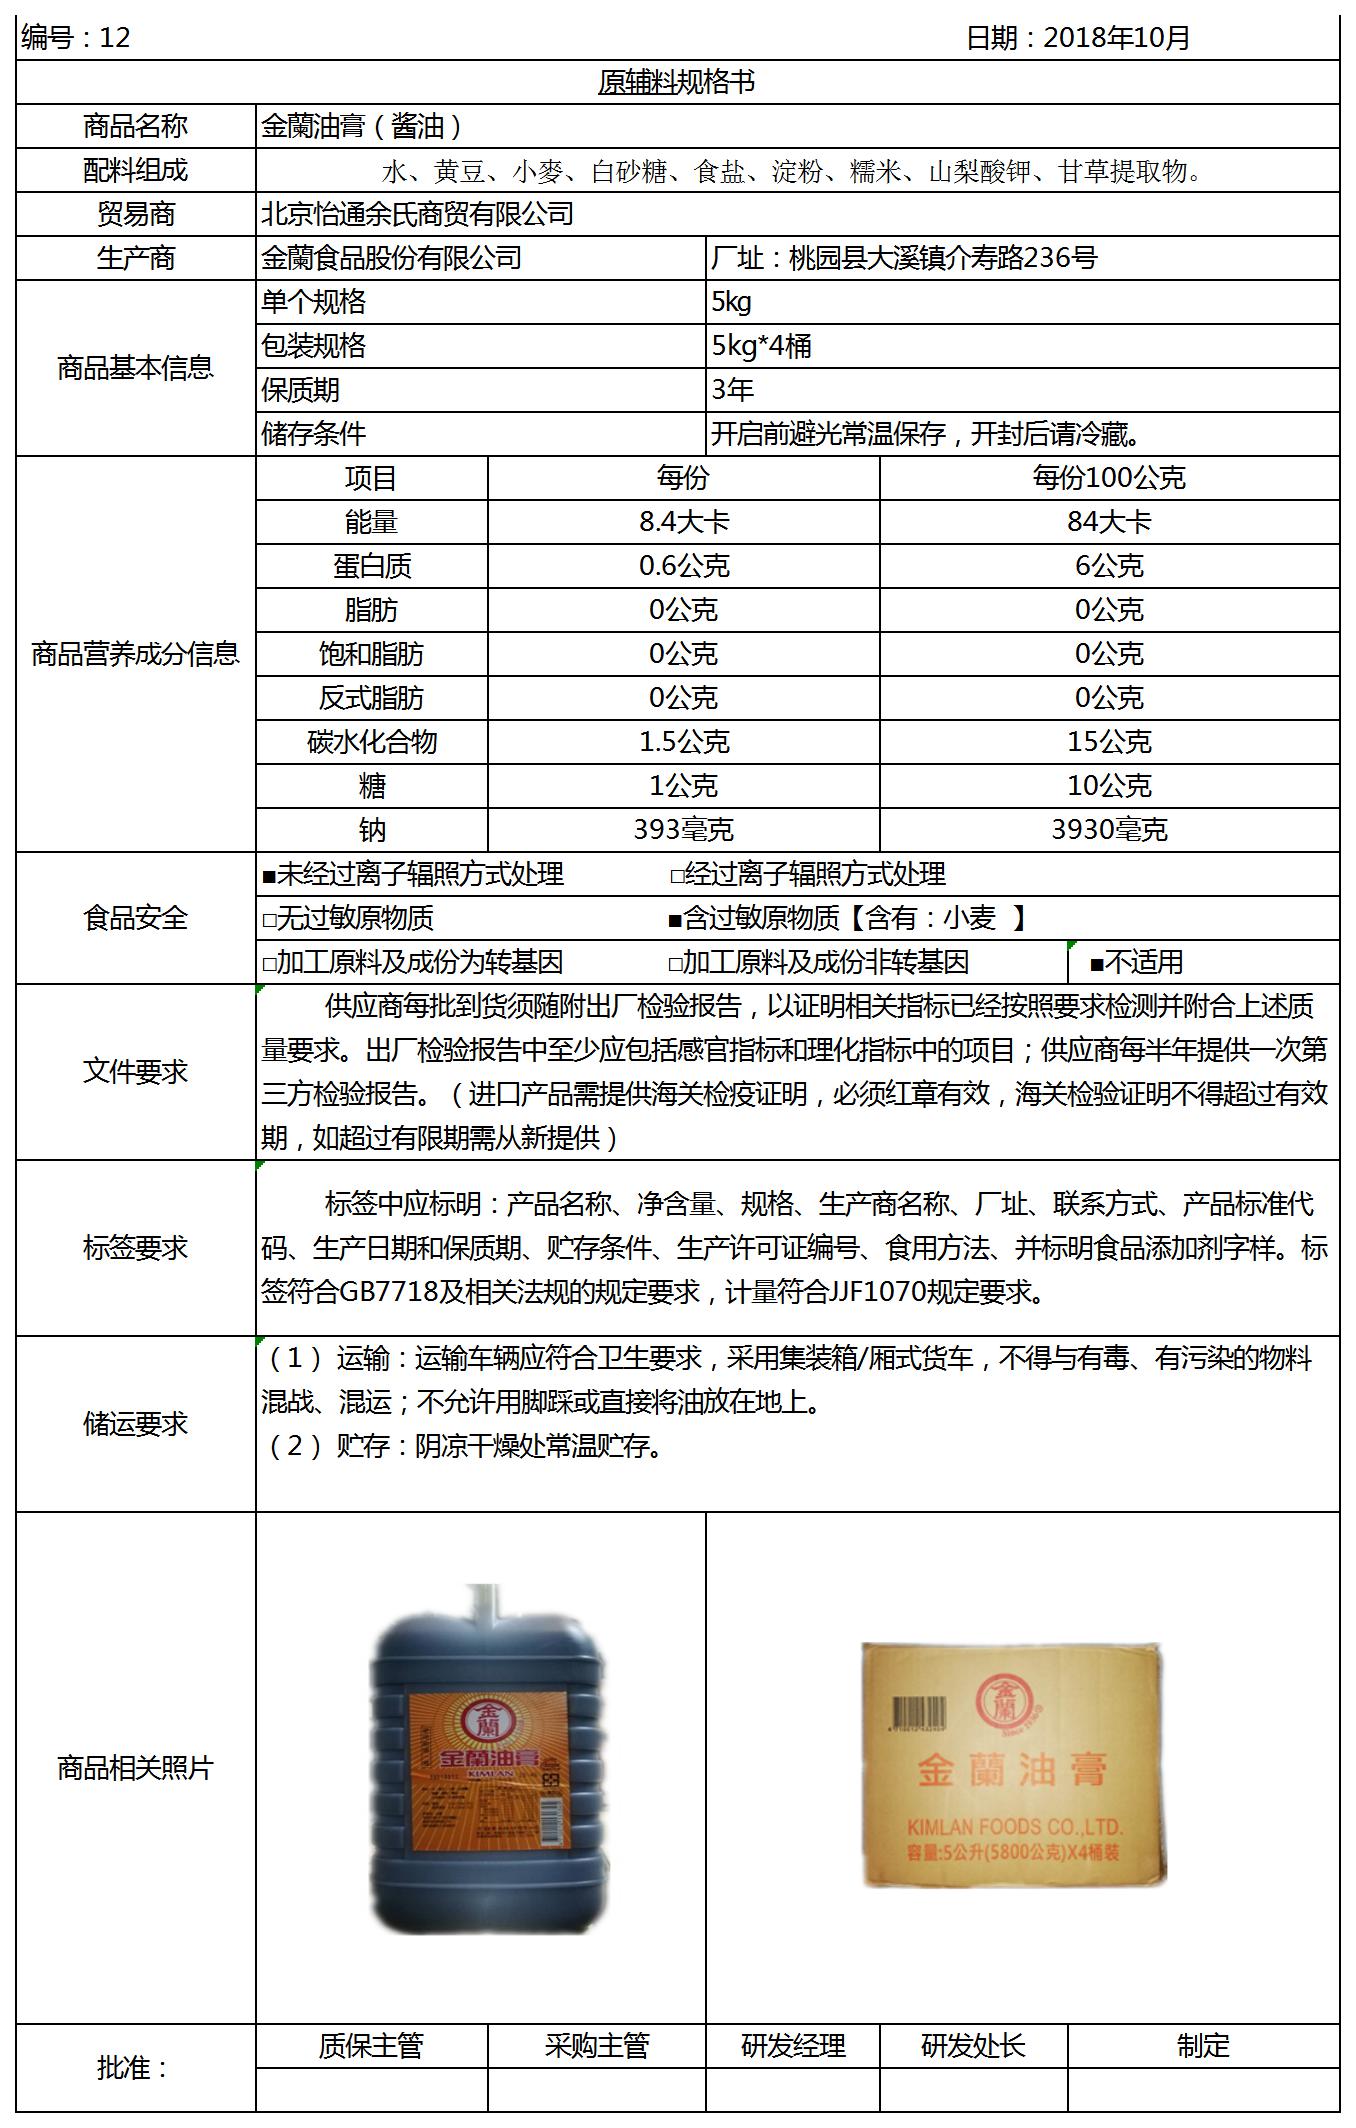 编号：12 日期：2018年10月
原辅料规格书
商品名称 金蘭油膏（酱油）
配料组成 水、黄豆、小麥、白砂糖、食盐、淀粉、糯米、山梨酸钾、甘草提取物。
贸易商 北京怡通余氏商贸有限公司
生产商 金蘭食品股份有限公司 厂址：桃园县大溪镇介寿路236号
商品基本信息
单个规格 5kg
包装规格 5kg*4桶
保质期 3年
储存条件 开启前避光常温保存，开封后请冷藏。
商品营养成分信息
项目 每份 每份100公克
能量 8.4大卡 84大卡
蛋白质 0.6公克 6公克
脂肪 0公克 0公克
饱和脂肪 0公克 0公克
反式脂肪 0公克 0公克
碳水化合物 1.5公克 15公克
糖 1公克 10公克
钠 393毫克 3930毫克
食品安全
■未经过离子辐照方式处理 □经过离子辐照方式处理
□无过敏原物质 ■含过敏原物质【含有：小麦 】
□加工原料及成份为转基因 □加工原料及成份非转基因 ■不适用
文件要求
供应商每批到货须随附出厂检验报告，以证明相关指标已经按照要求检测并附合上述质
量要求。出厂检验报告中至少应包括感官指标和理化指标中的项目；供应商每半年提供一次第
三方检验报告。（进口产品需提供海关检疫证明，必须红章有效，海关检验证明不得超过有效
期，如超过有限期需从新提供）
标签要求
标签中应标明：产品名称、净含量、规格、生产商名称、厂址、联系方式、产品标准代
码、生产日期和保质期、贮存条件、生产许可证编号、食用方法、并标明食品添加剂字样。标
签符合GB7718及相关法规的规定要求，计量符合JJF1070规定要求。
储运要求
（1） 运输：运输车辆应符合卫生要求，采用集装箱/厢式货车，不得与有毒、有污染的物料
混战、混运；不允许用脚踩或直接将油放在地上。
（2） 贮存：阴凉干燥处常温贮存。
商品相关照片
金蘭
金蘭油膏
KIMLAN
金蘭
Since 1936
金蘭油膏
KIMLAN FOODS CO.,LTD.
容量:5公升(5800公克)X4桶装
批准：
质保主管 采购主管 研发经理 研发处长 制定